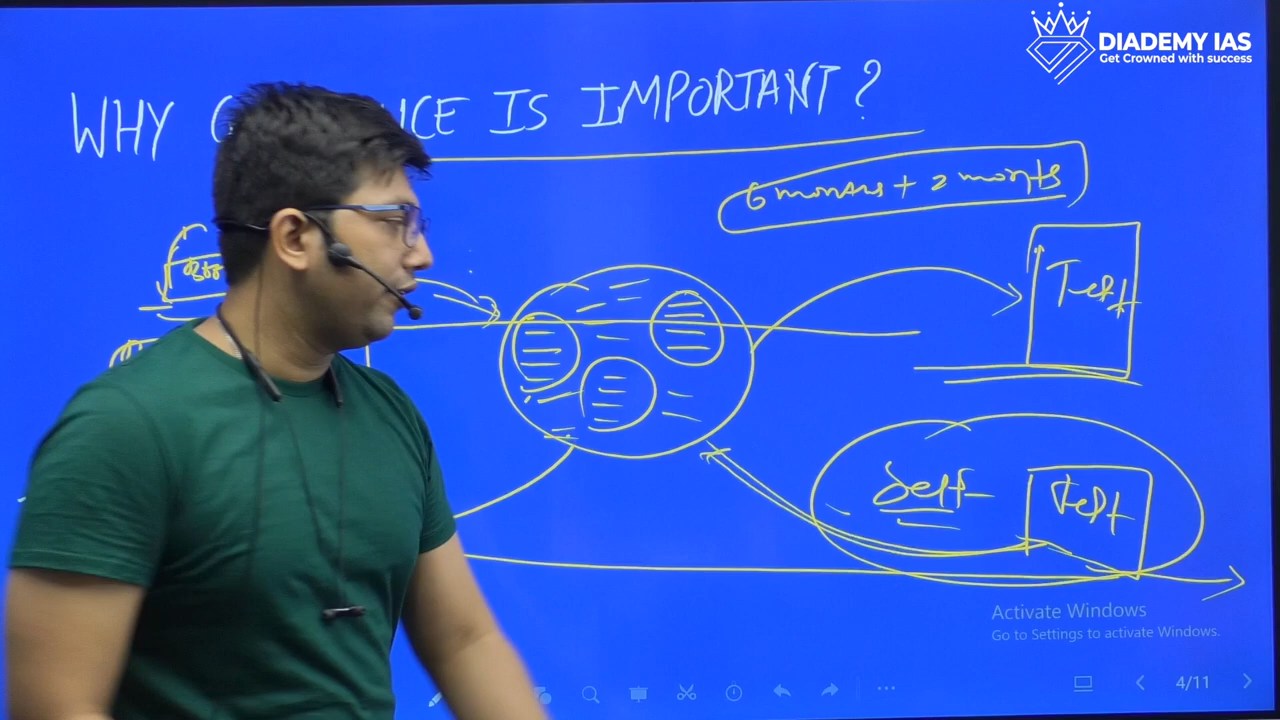 DIADEMY IAS
Get Crowned with success
WHY IS IMPORTANT?
6 months + 2 months
Test
Self
Test
Activate Windows
Go to Settings to activate Windows.
4/11